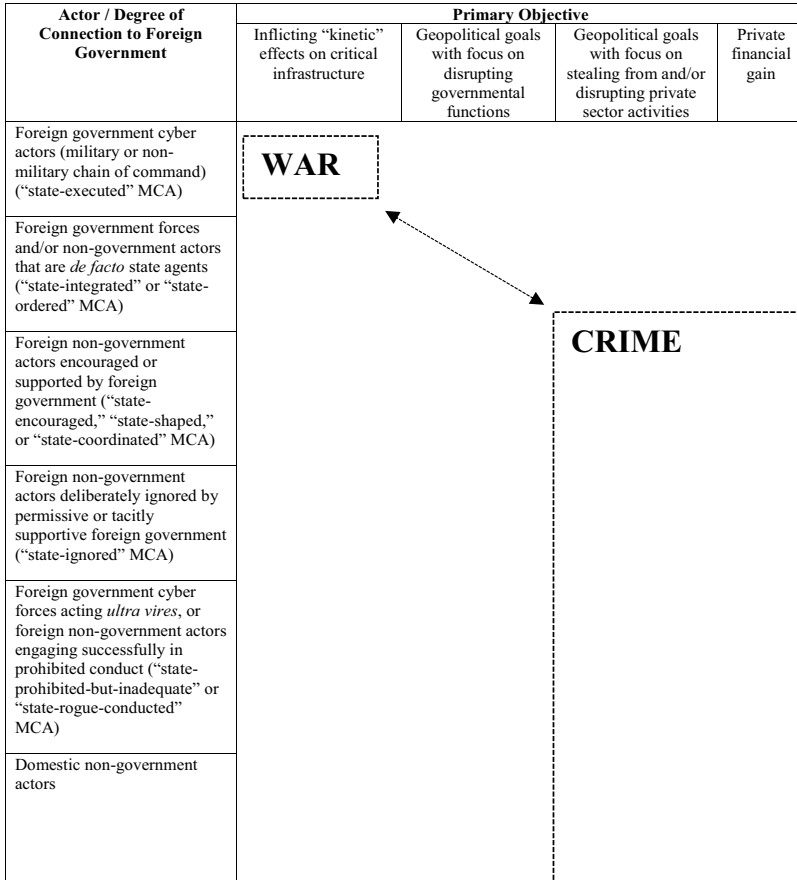 Actor / Degree of
Connection to Foreign
Government
Primary Objective
Inflicting “kinetic”
effects on critical
infrastructure
Geopolitical goals
with focus on
disrupting
governmental
functions
Geopolitical goals
with focus on
stealing from and/or
disrupting private
sector activities
Private
financial
gain
Foreign government cyber
actors (military or non-
military chain of command)
(“state-executed” MCA)
WAR
Foreign government forces
and/or non-government actors
that are de facto state agents
(“state-integrated” or “state-
ordered” MCA)
CRIME
Foreign non-government
actors encouraged or
supported by foreign
government (“state-
encouraged,” “state-shaped,”
or “state-coordinated” MCA)
Foreign non-government
actors deliberately ignored by
permissive or tacitly
supportive foreign government
(“state-ignored” MCA)
Foreign government cyber
forces acting ultra vires, or
foreign non-government actors
engaging successfully in
prohibited conduct (“state-
prohibited-but-inadequate” or
“state-rogue-conducted”
MCA)
Domestic non-government
actors